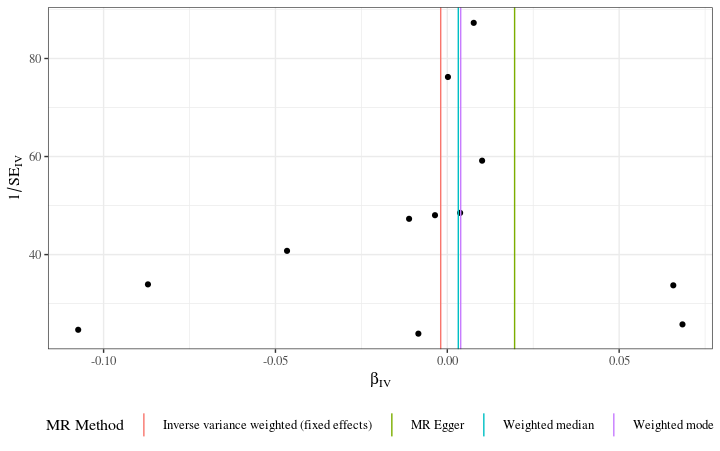 80
60
40
1/SE_IV
-0.10
-0.05
0.00
0.05
β_IV
MR Method
Inverse variance weighted (fixed effects)
MR Egger
Weighted median
Weighted mode